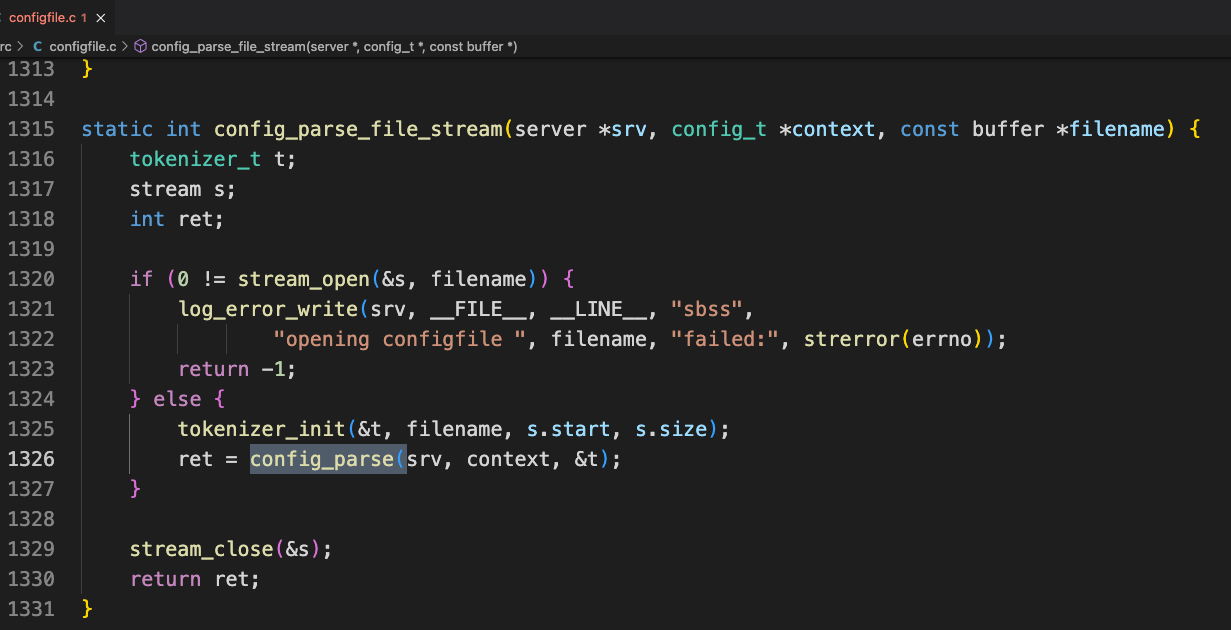 configfile.c 1 ×
rc > C configfile.c > config_parse_file_stream(server *, config_t *, const buffer *)
1313 }
1314
1315 static int config_parse_file_stream(server *srv, config_t *context, const buffer *filename) {
1316     tokenizer_t t;
1317     stream s;
1318     int ret;
1319
1320     if (0 != stream_open(&s, filename)) {
1321         log_error_write(srv, __FILE__, __LINE__, "sbss",
1322                 "opening configfile ", filename, "failed:", strerror(errno));
1323         return -1;
1324     } else {
1325         tokenizer_init(&t, filename, s.start, s.size);
1326         ret = config_parse(srv, context, &t);
1327     }
1328
1329     stream_close(&s);
1330     return ret;
1331 }